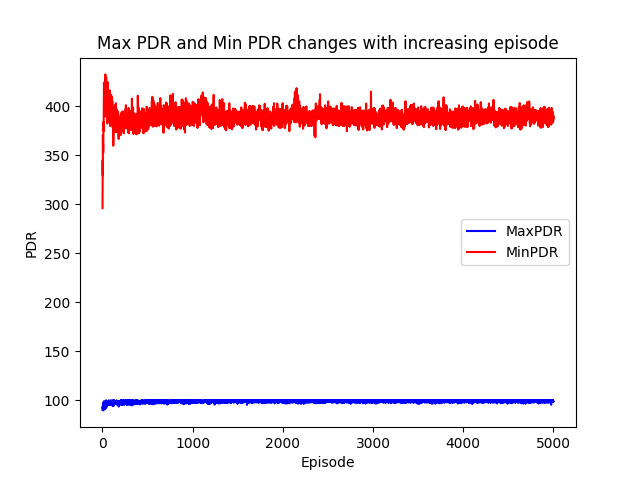 Max PDR and Min PDR changes with increasing episode
PDR
400
350
300
250
200
150
100
MaxPDR
MinPDR
0 1000 2000 3000 4000 5000
Episode